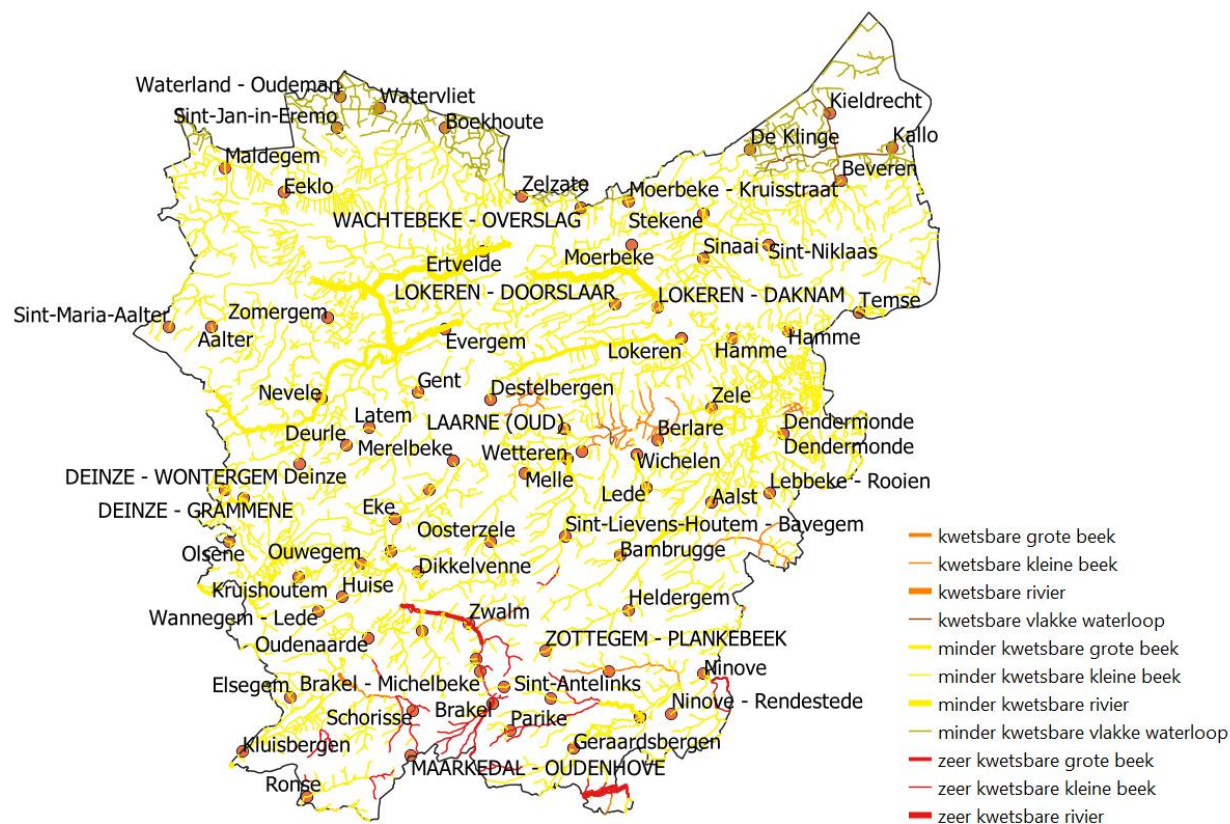 Waterland - Oudeman
Watervliet
Sint-Jan-in-Eremo
Boekhoute
Kieldrecht
De Klinge
Kallo
Maldegem
Beveren
Eeklo
Zelzate
Moerbeke - Kruisstraat
WACHTEBEKE - OVERSLAG
Stekene
Sinaai
Sint-Niklaas
Ertvelde
Moerbeke
LOKEREN - DOORSLAAR
LOKEREN - DAKNAM
Temse
Sint-Maria-Aalter
Zomergem
Aalter
Evergem
Lokeren
Hamme
Hamme
Gent
Destelbergen
Nevele
Zele
Latem
LAARNE (OUD)
Dendermonde
Deurle
Berlare
Dendermonde
Merelbeke
Wetteren
Wichelen
DEINZE - WONTERGEM
Deinze
Melle
Lede
Aalst
Lebbeke - Rooien
DEINZE - GRAMMENE
Eke
Oosterzele
Sint-Lievens-Houtem - Bavegem
Olsene
Ouwegem
Bambrugge
Dikkelvenne
Kruishoutem
Huise
Heldergem
Wannegem - Lede
Zwalm
Oudenaarde
ZOTTEGEM - PLANKEBEEK
Ninove
Elsegem
Brakel - Michelbeke
Sint-Antelinks
Ninove - Rendestede
Schorisse
Brakel
Parike
Kluisbergen
Geraardsbergen
MAARKEDAL - OUDENHOVE
Ronse
kwetsbare grote beek
kwetsbare kleine beek
kwetsbare rivier
kwetsbare vlakke waterloop
minder kwetsbare grote beek
minder kwetsbare kleine beek
minder kwetsbare rivier
minder kwetsbare vlakke waterloop
zeer kwetsbare grote beek
zeer kwetsbare kleine beek
zeer kwetsbare rivier